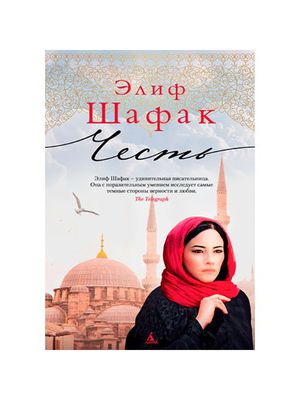 Элиф
Шафак
Честь
Элиф Шафак – удивительная писательница.
Она с поразительным умением исследует самые
темные стороны верности и любви.
The Telegraph